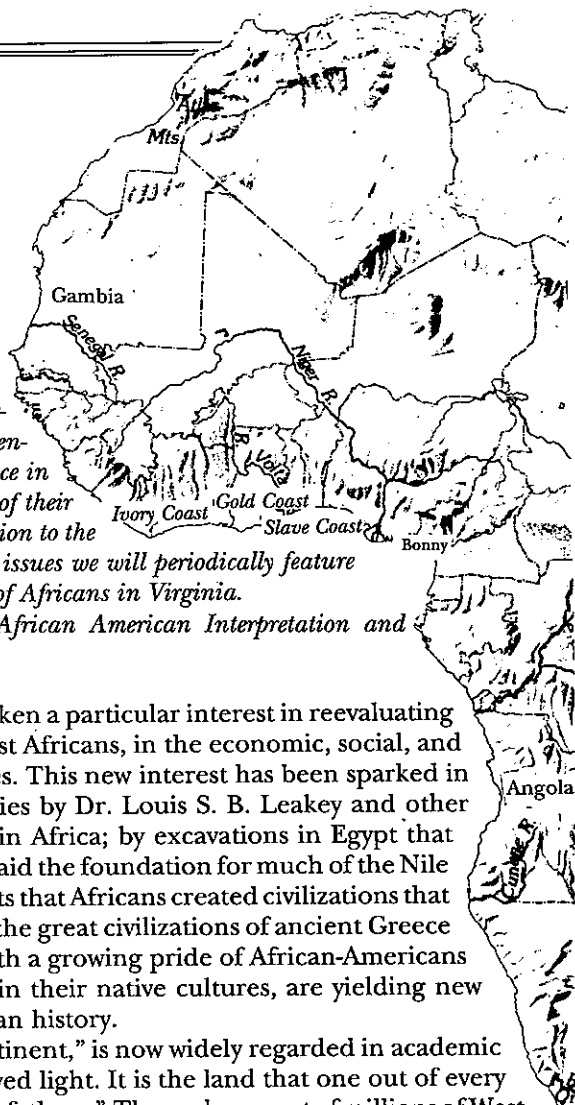 Mts.
Gambia
Senegal R.
Niger R.
R. Volta
Ivory Coast
Gold Coast
Slave Coast
Bonny
Angola
Cunene R.
en-
ce in
of their
ion to the
issues we will periodically feature
of Africans in Virginia.
African American Interpretation and
ken a particular interest in reevaluating
st Africans, in the economic, social, and
es. This new interest has been sparked in
ies by Dr. Louis S. B. Leakey and other
in Africa; by excavations in Egypt that
aid the foundation for much of the Nile
ts that Africans created civilizations that
the great civilizations of ancient Greece
th a growing pride of African-Americans
in their native cultures, are yielding new
an history.
tinent," is now widely regarded in academic
ved light. It is the land that one out of every